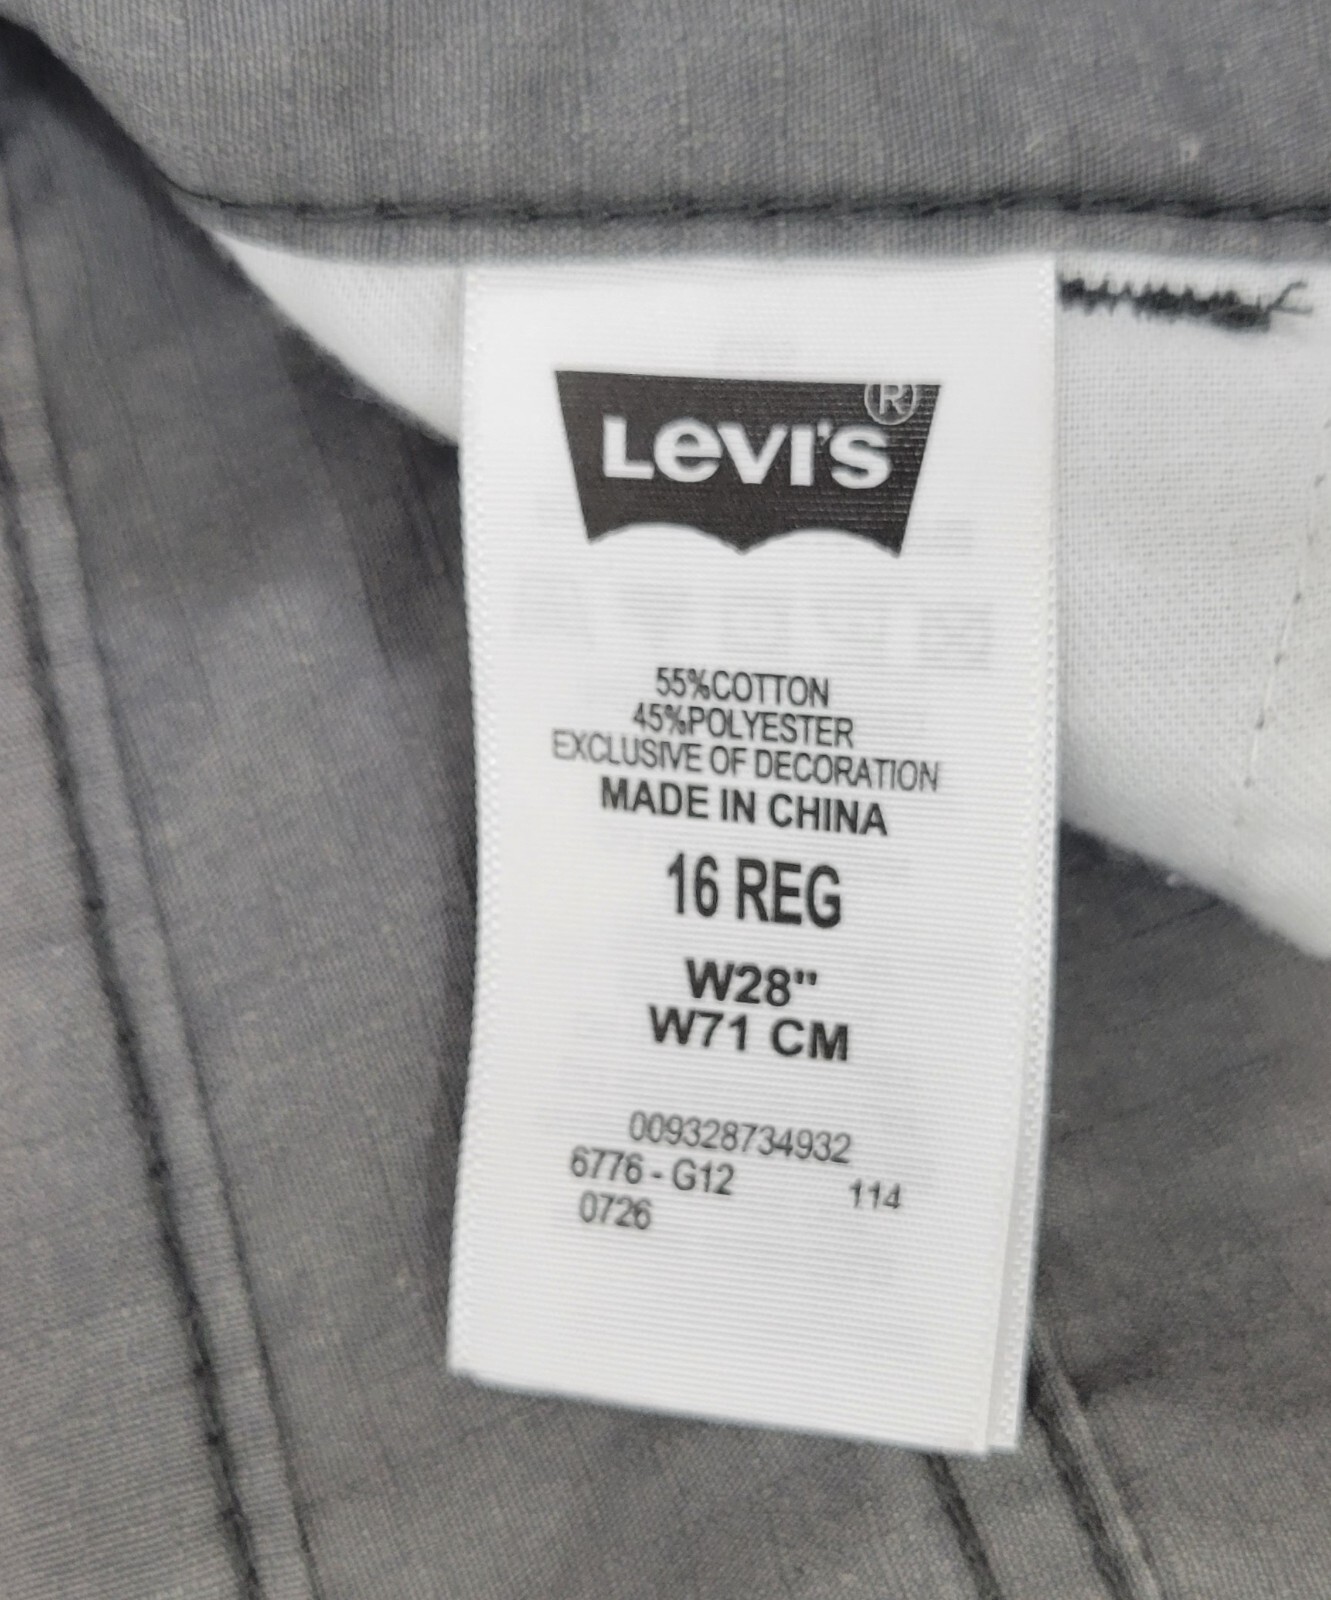 LEVI'S®
55%COTTON
45%POLYESTER
EXCLUSIVE OF DECORATION
MADE IN CHINA
16 REG
W28"
W71 CM
009328734932
6776 - G12 114
0726